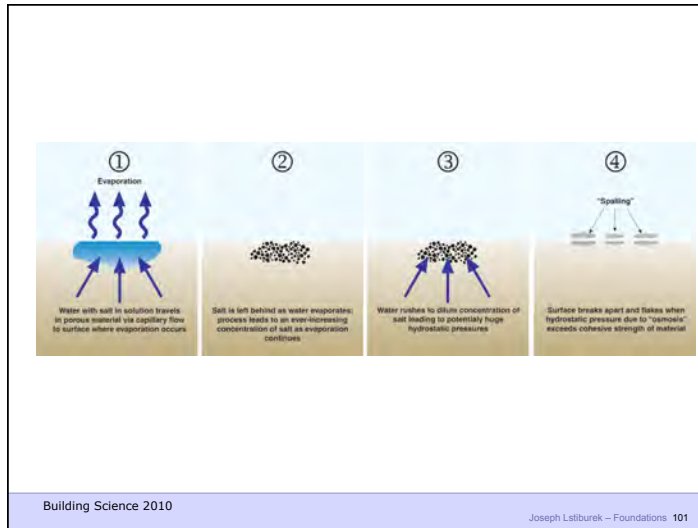 ①
Evaporation
Water with salt in solution travels
in porous material via capillary flow
to surface where evaporation occurs
②
Salt is left behind as water evaporates;
process leads to an ever-increasing
concentration of salt as evaporation
continues
③
Water rushes to dilute concentration of
salt leading to potentialy huge
hydrostatic pressures
④
"Spalling"
Surface breaks apart and flakes when
hydrostatic pressure due to "osmosis"
exceeds cohesive strength of material
Building Science 2010
Joseph Lstiburek – Foundations 101